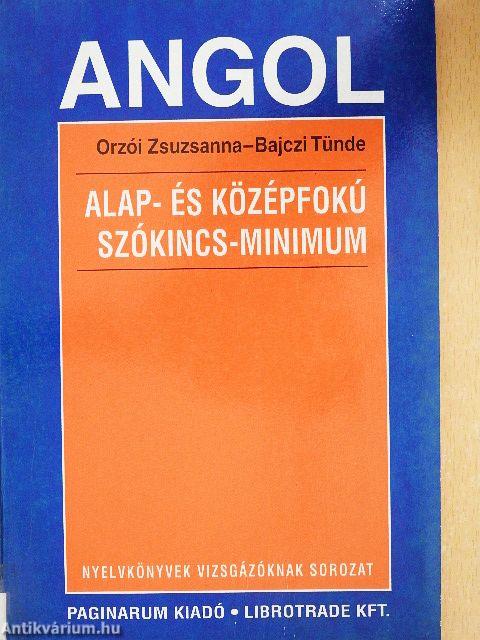 ANGOL
Orzói Zsuzsanna–Bajczi Tünde
ALAP- ÉS KÖZÉPFOKÚ
SZÓKINCS-MINIMUM
NYELVKÖNYVEK VIZSGÁZÓKNAK SOROZAT
PAGINARUM KIADÓ • LIBROTRADE KFT.
Antikvárium.hu